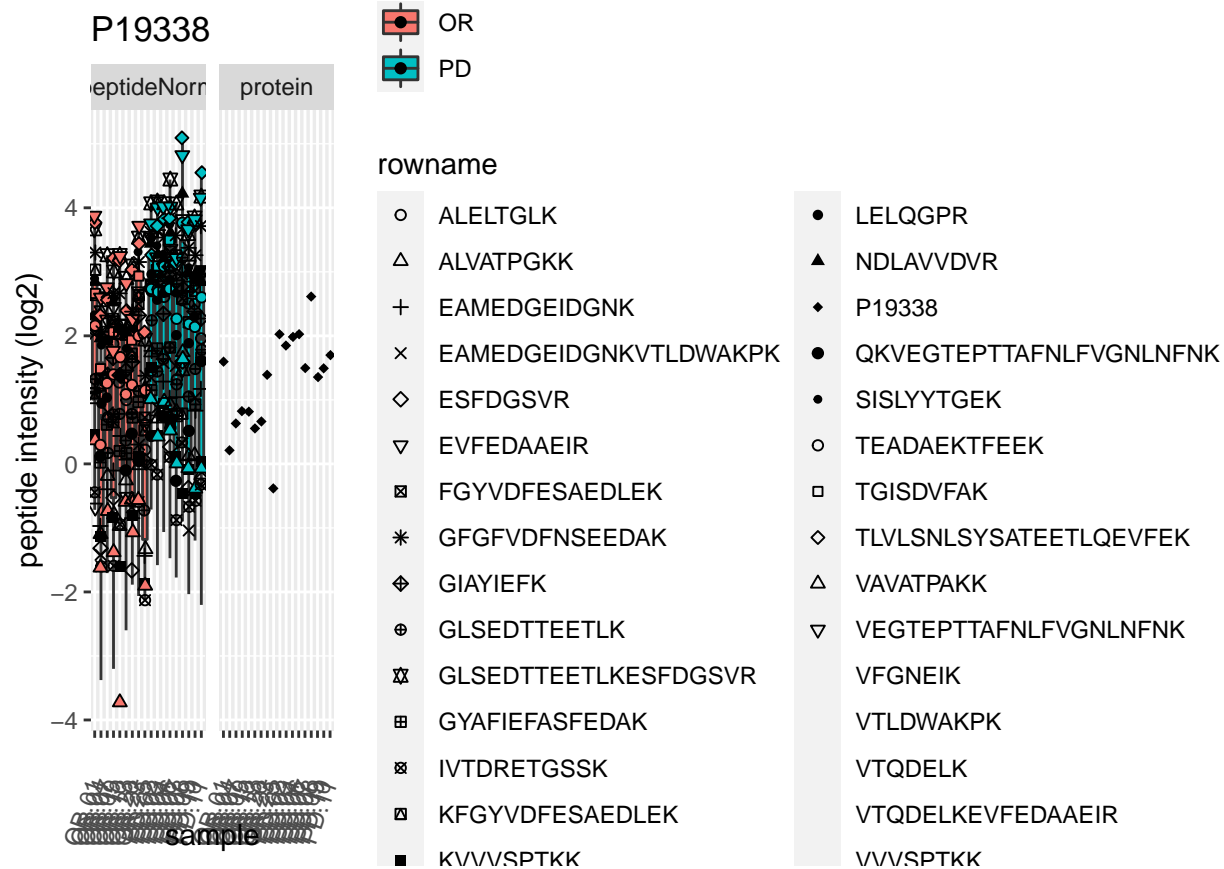 P19338
OR
PD
protein
rowname
peptide intensity (log2)
4
2
0
−2
−4
sample
ALELTGLK
ALVATPGKK
EAMEDGEIDGNK
EAMEDGEIDGNKVTLDWAKPK
ESFDGSVR
EVFEDAAEIR
FGYVDFESAEDLEK
GFGFVDFNSEEDAK
GIAYIEFK
GLSEDTTEETLK
GLSEDTTEETLKESFDGSVR
GYAFIEFASFEDAK
IVTDRETGSSK
KFGYVDFESAEDLEK
KVVVSPTKK
LELQGPR
NDLAVVDVR
P19338
QKVEGTEPTTAFNLFVGNLNFNK
SISLYYTGEK
TEADAEKTFEEK
TGISDVFAK
TLVLSNLSYSATEETLQEVFEK
VAVATPAKK
VEGTEPTTAFNLFVGNLNFNK
VFGNEIK
VTLDWAKPK
VTQDELK
VTQDELKEVFEDAAEIR
VVVSPTKK